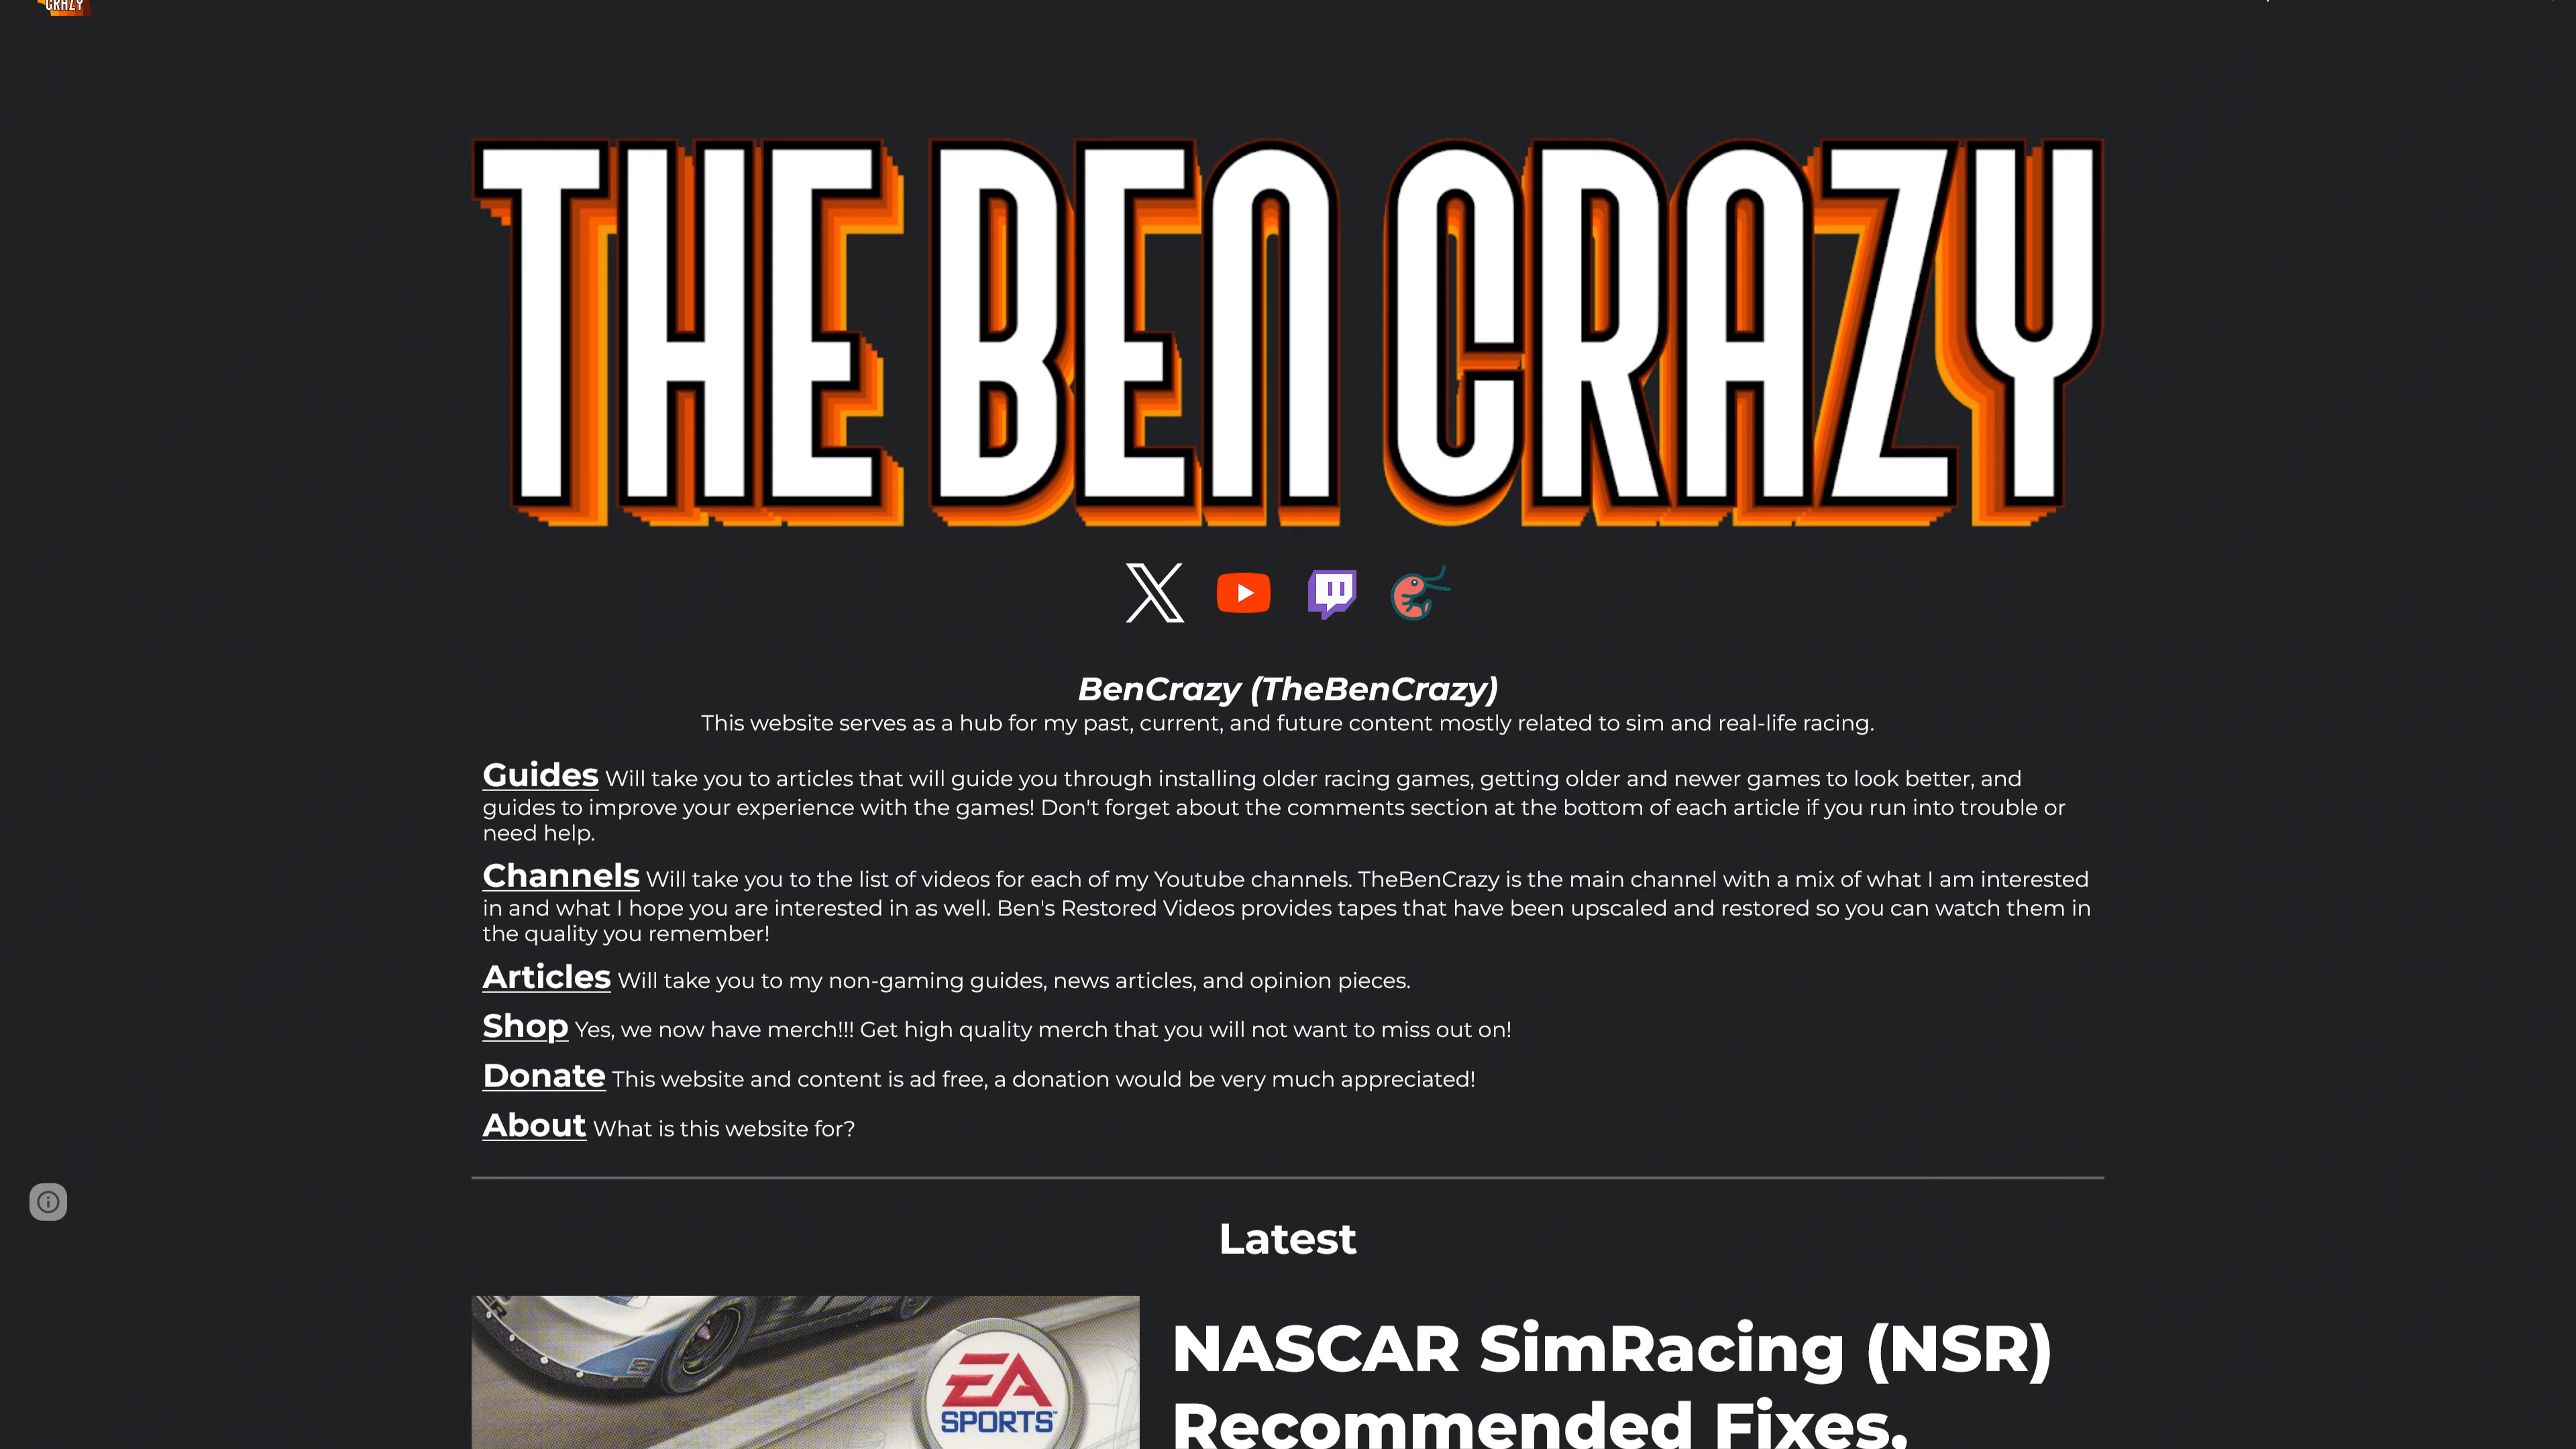 CRAZY
THE BEN CRAZY
BenCrazy (TheBenCrazy)
This website serves as a hub for my past, current, and future content mostly related to sim and real-life racing.
Guides Will take you to articles that will guide you through installing older racing games, getting older and newer games to look better, and
guides to improve your experience with the games! Don't forget about the comments section at the bottom of each article if you run into trouble or
need help.
Channels Will take you to the list of videos for each of my Youtube channels. TheBenCrazy is the main channel with a mix of what I am interested
in and what I hope you are interested in as well. Ben's Restored Videos provides tapes that have been upscaled and restored so you can watch them in
the quality you remember!
Articles Will take you to my non-gaming guides, news articles, and opinion pieces.
Shop Yes, we now have merch!!! Get high quality merch that you will not want to miss out on!
Donate This website and content is ad free, a donation would be very much appreciated!
About What is this website for?
Latest
EA
SPORTS™
NASCAR SimRacing (NSR)
Recommended Fixes,